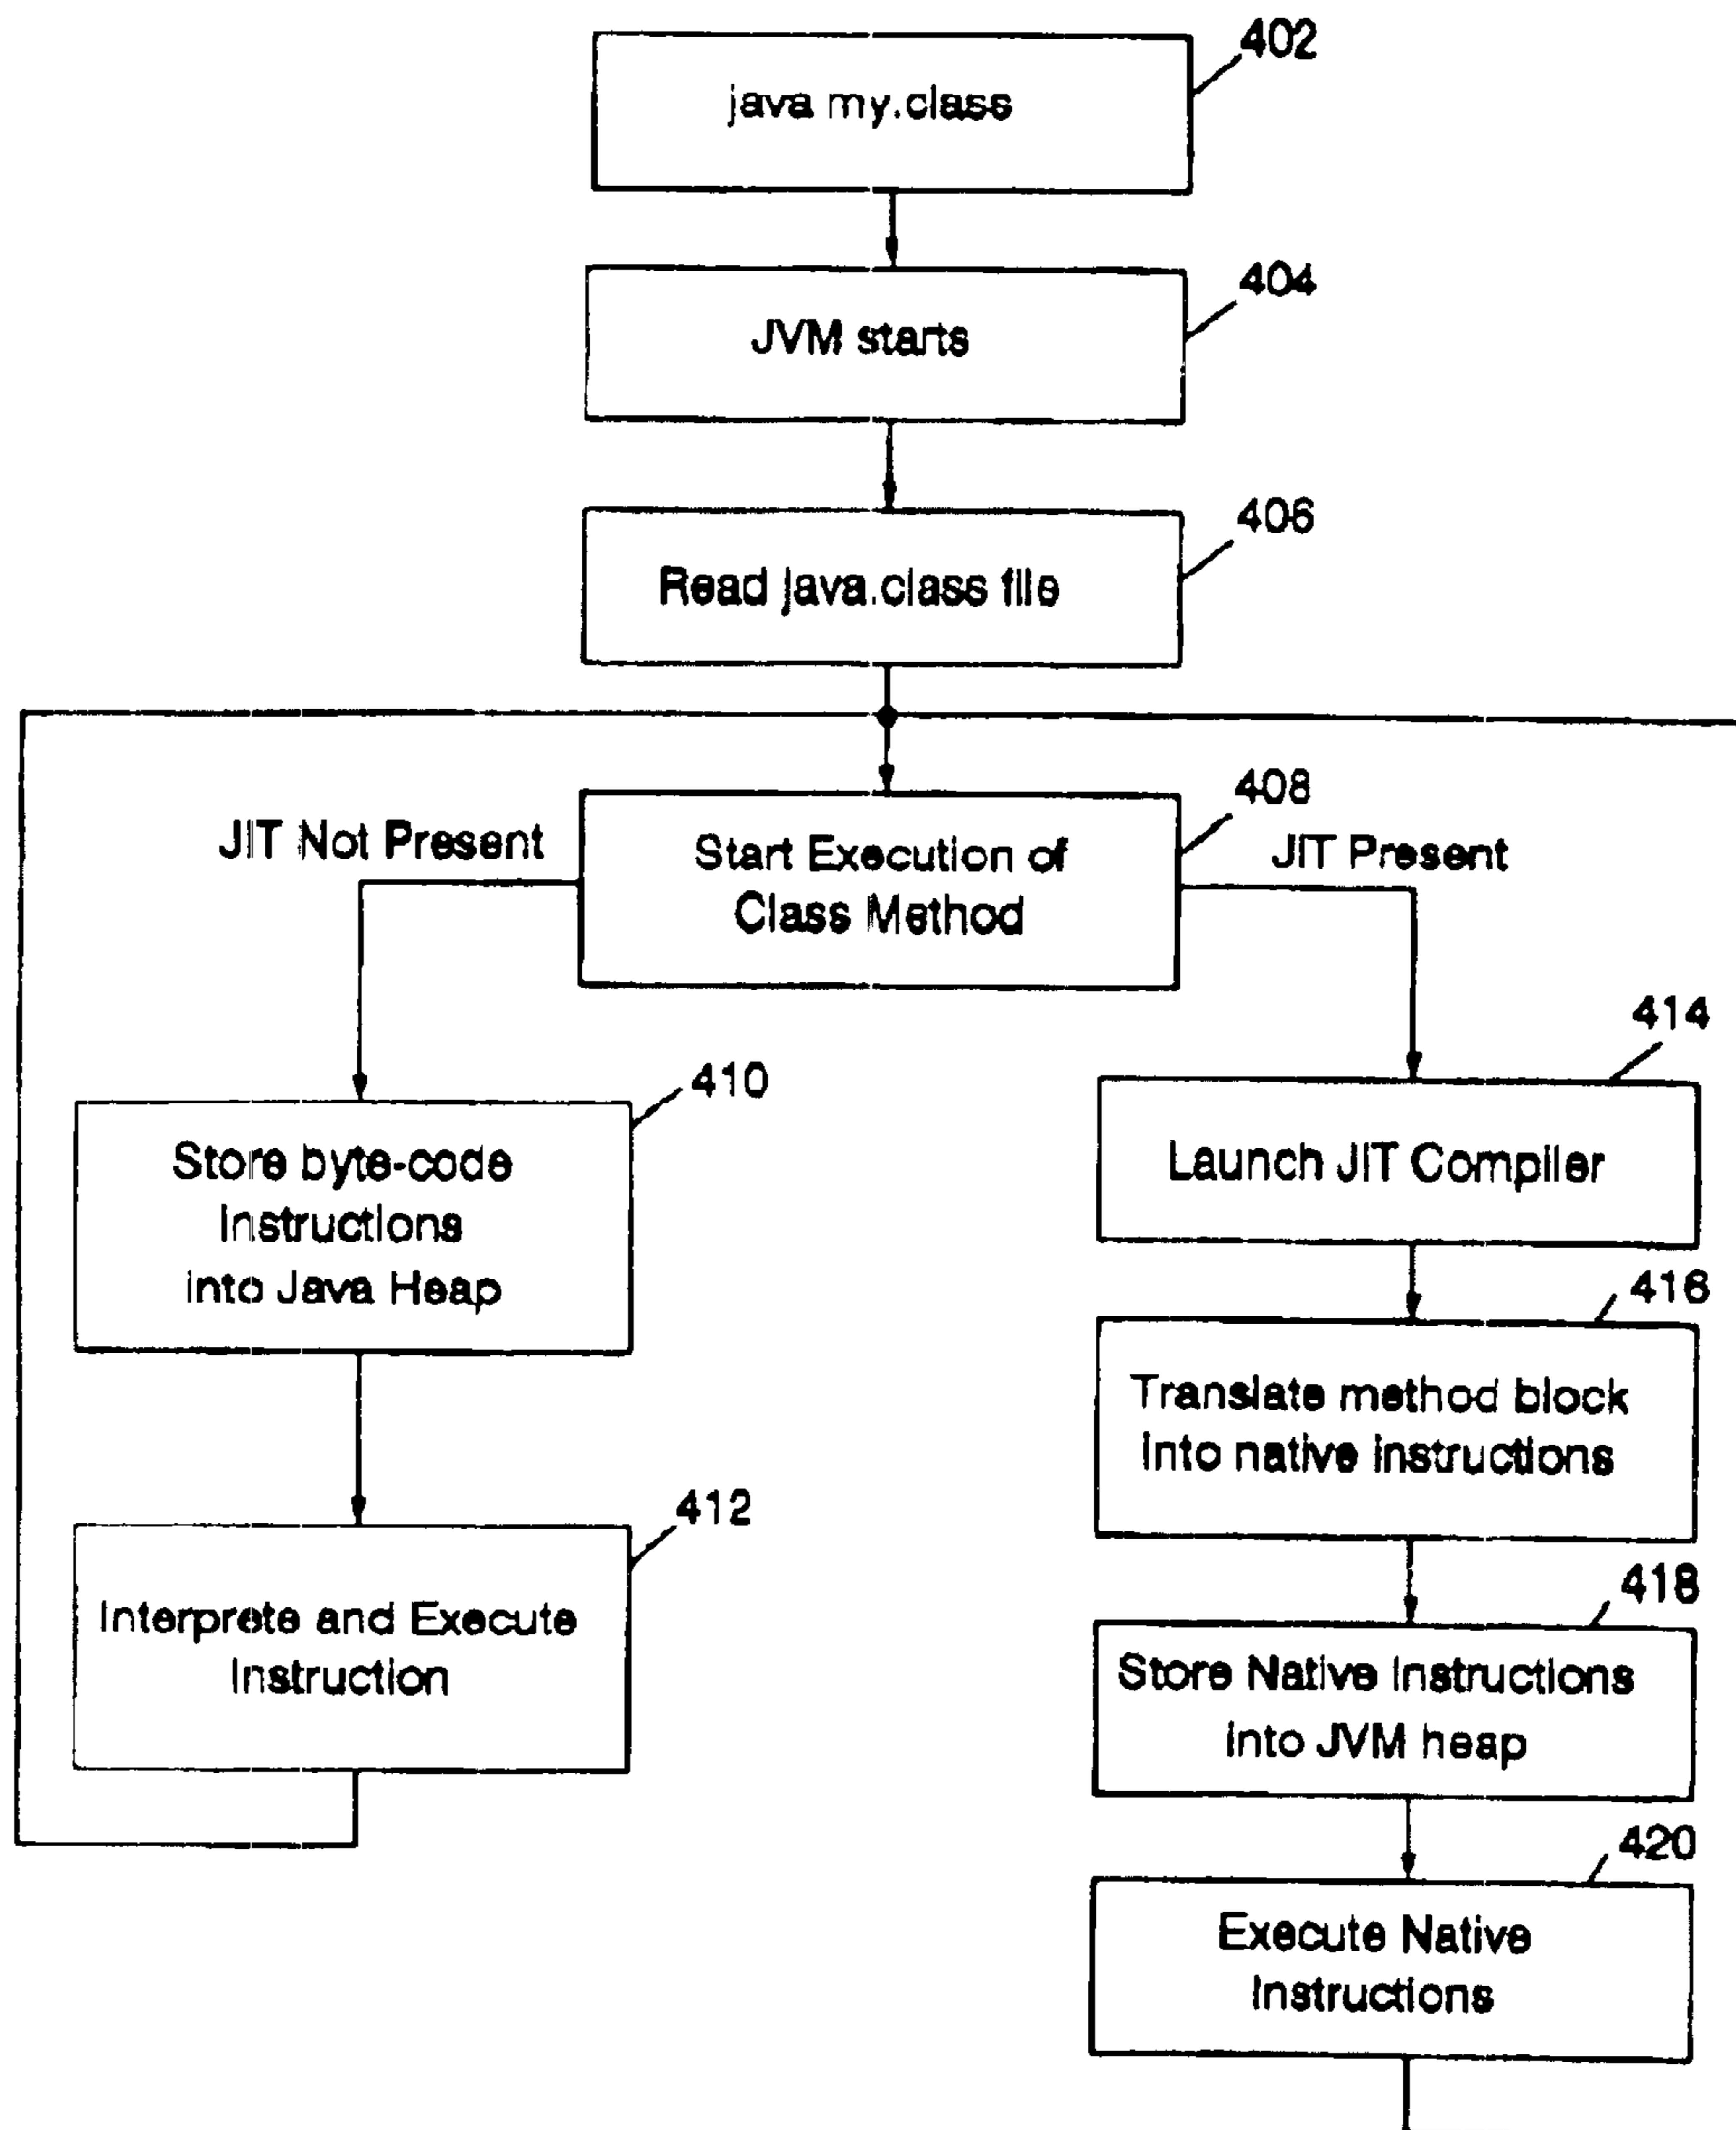 402
java my.class
404
JVM starts
406
Read java.class file
408
JIT Not Present
Start Execution of
Class Method
JIT Present
410
Store byte-code
Instructions
into Java Heap
414
Launch JIT Compiler
416
Translate method block
into native instructions
412
Interprete and Execute
Instruction
418
Store Native Instructions
into JVM heap
420
Execute Native
Instructions